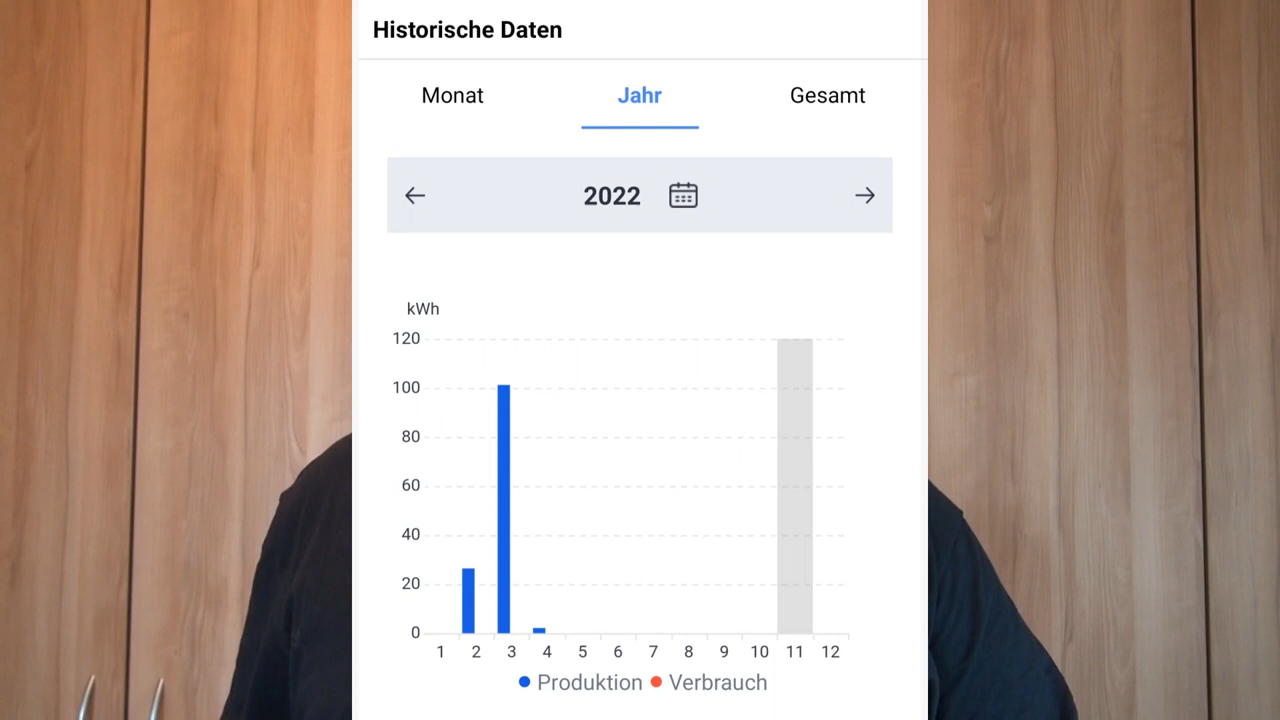 Historische Daten
Monat Jahr Gesamt
← 2022 →
kWh
120
100
80
60
40
20
0
1 2 3 4 5 6 7 8 9 10 11 12
Produktion Verbrauch